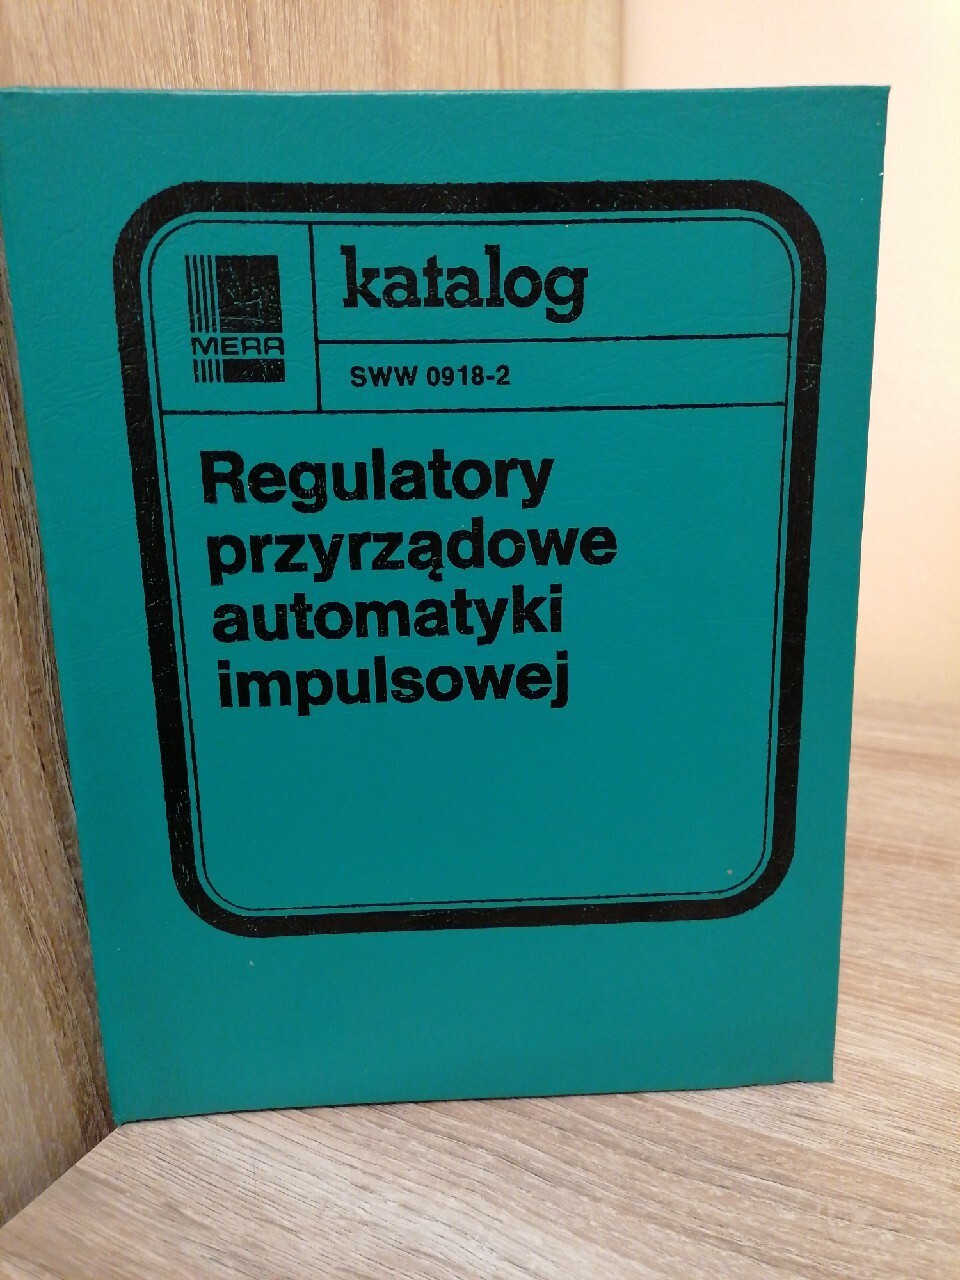 MERA
katalog
SWW 0918-2
Regulatory
przyrządowe
automatyki
impulsowej